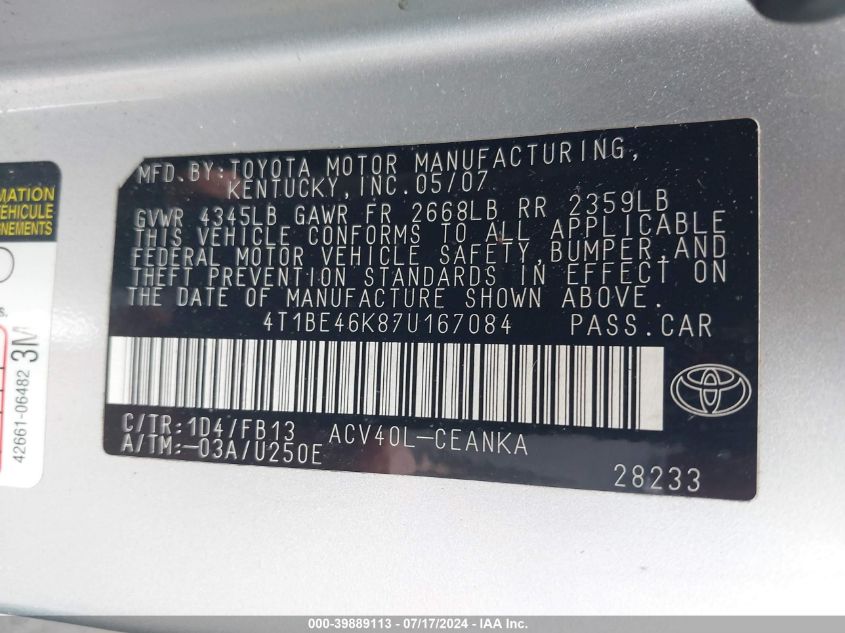 MFD. BY: TOYOTA MOTOR MANUFACTURING,
KENTUCKY, INC. 05/07
GVWR 4345LB GAWR FR 2668LB RR 2359LB
THIS VEHICLE CONFORMS TO ALL APPLICABLE
FEDERAL MOTOR VEHICLE SAFETY, BUMPER, AND
THEFT PREVENTION STANDARDS IN EFFECT ON
THE DATE OF MANUFACTURE SHOWN ABOVE.
4T1BE46K87U167084 PASS.CAR
C/TR: 1D4/FB13 ACV40L-CEANKA
A/TM:-03A/U250E
28233
MATION
VÉHICULE
GNEMENTS
s.
3M
42661-06482
000-39889113 - 07/17/2024 - IAA Inc.